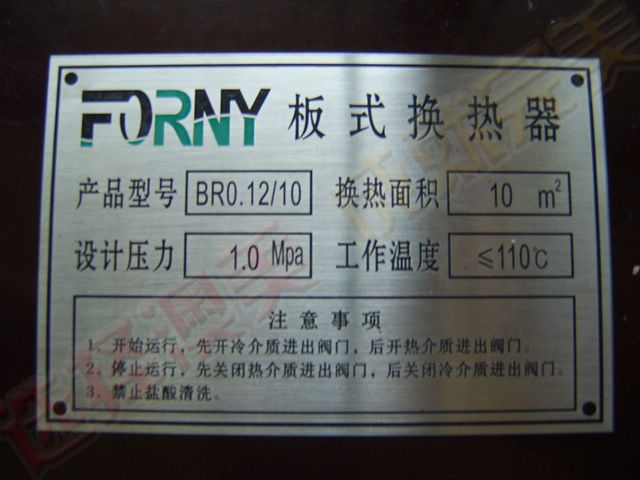 FORNY 板式换热器
产品型号 BR0.12/10 换热面积 10 m²
设计压力 1.0 Mpa 工作温度 ≤110℃
注意事项
1、开始运行，先开冷介质进出阀门，后开热介质进出阀门。
2、停止运行，先关闭热介质进出阀门，后关闭冷介质进出阀门。
3、禁止盐酸清洗。